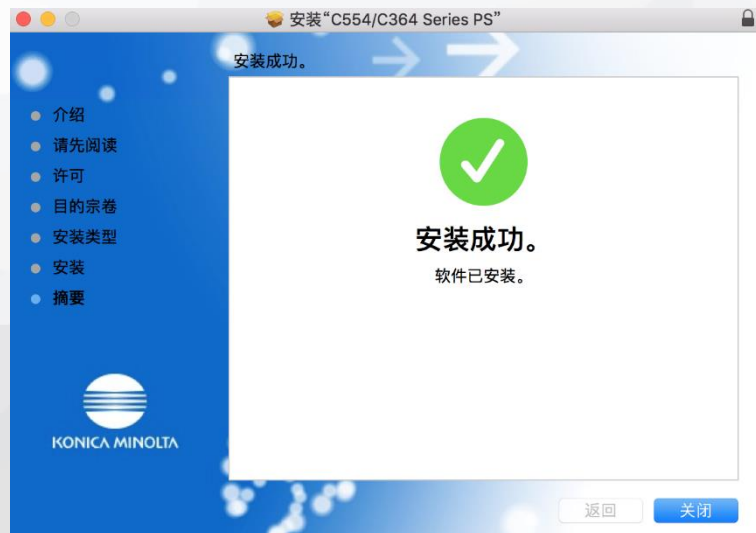 安装“C554/C364 Series PS”
安装成功。
介绍
请先阅读
许可
目的宗卷
安装类型
安装
摘要
安装成功。
软件已安装。
KONICA MINOLTA
返回
关闭